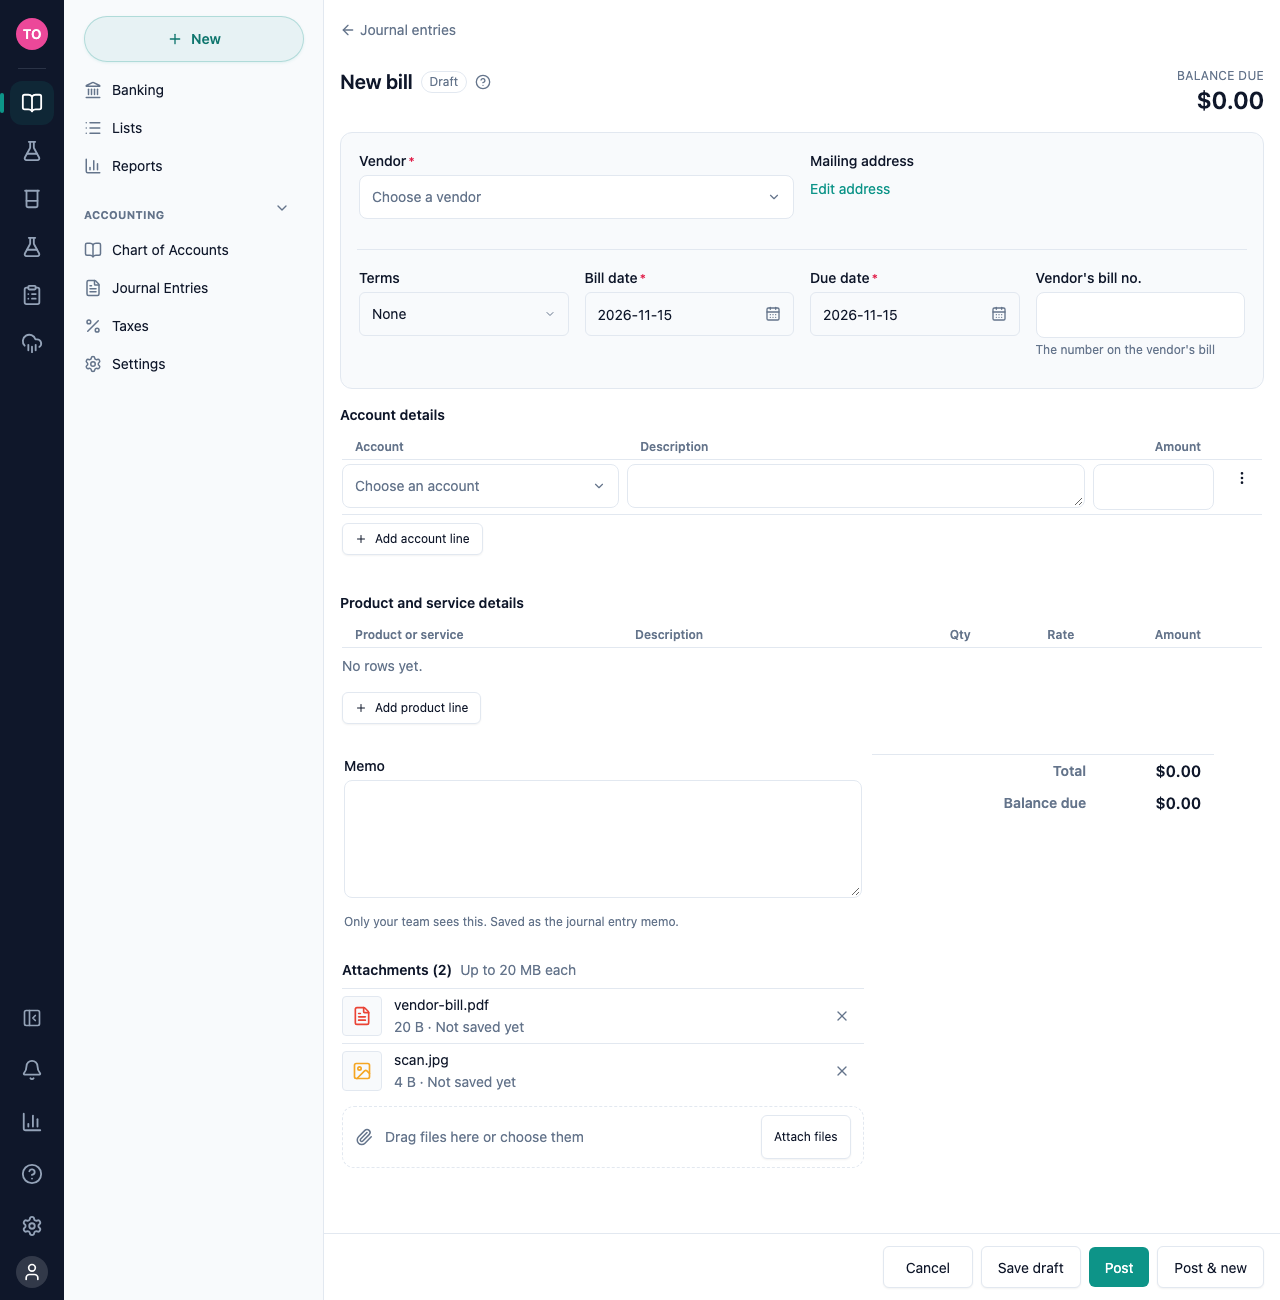 TO
New
Banking
Lists
Reports
ACCOUNTING
Chart of Accounts
Journal Entries
Taxes
Settings
Journal entries
New bill
Draft
BALANCE DUE
$0.00
Vendor*
Choose a vendor
Mailing address
Edit address
Terms
None
Bill date*
2026-11-15
Due date*
2026-11-15
Vendor's bill no.
The number on the vendor's bill
Account details
Account Description Amount
Choose an account
Add account line
Product and service details
Product or service Description Qty Rate Amount
No rows yet.
Add product line
Memo
Only your team sees this. Saved as the journal entry memo.
Total $0.00
Balance due $0.00
Attachments (2) Up to 20 MB each
vendor-bill.pdf
20 B · Not saved yet
scan.jpg
4 B · Not saved yet
Drag files here or choose them
Attach files
Cancel
Save draft
Post
Post & new